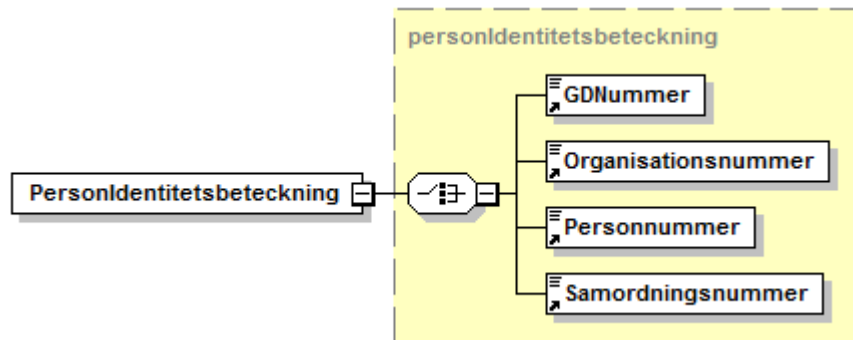 personIdentitetsbeteckning
GDNummer
Organisationsnummer
PersonIdentitetsbeteckning
Personnummer
Samordningsnummer